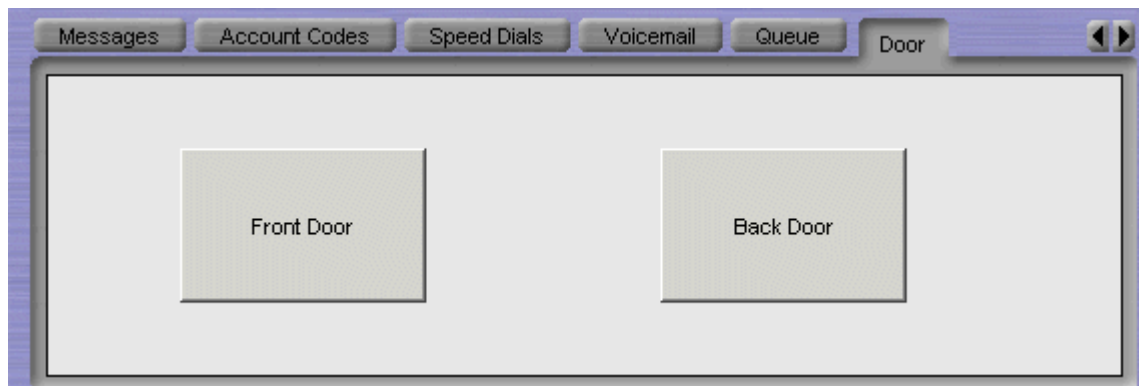 Messages Account Codes Speed Dials Voicemail Queue Door
Front Door Back Door